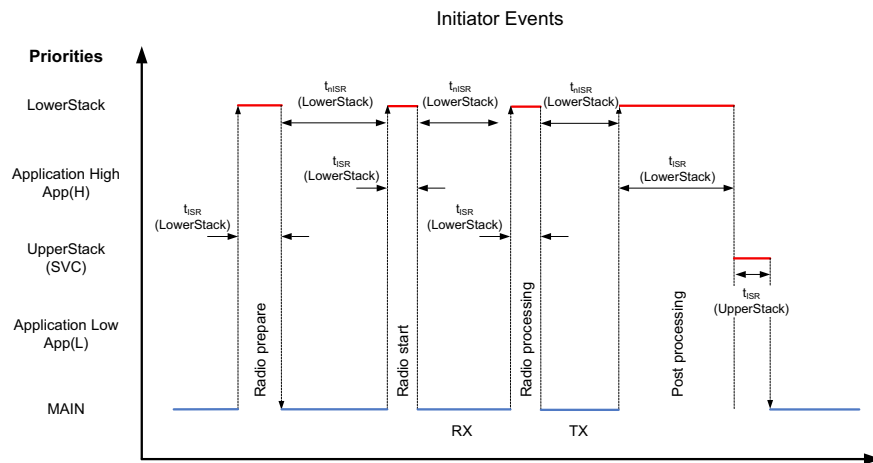 Initiator Events
Priorities
LowerStack
Application High
App(H)
UpperStack
(SVC)
Application Low
App(L)
MAIN
tnISR
(LowerStack)
tnISR
(LowerStack)
tnISR
(LowerStack)
tISR
(LowerStack)
tISR
(LowerStack)
tISR
(LowerStack)
tISR
(LowerStack)
tISR
(UpperStack)
Radio prepare
Radio start
Radio processing
Post processing
RX
TX